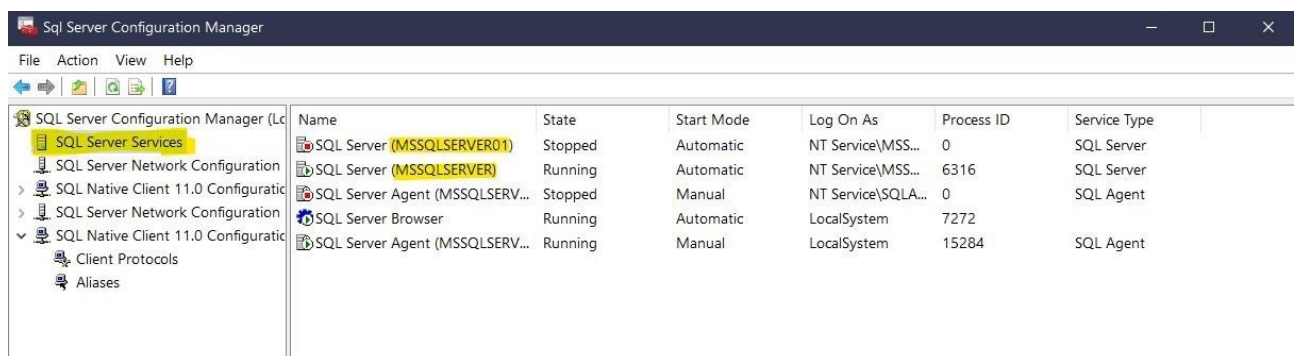 Sql Server Configuration Manager
File Action View Help
SQL Server Configuration Manager (Lc
SQL Server Services
SQL Server Network Configuration
SQL Native Client 11.0 Configuratic
SQL Server Network Configuration
SQL Native Client 11.0 Configuratic
Client Protocols
Aliases
Name State Start Mode Log On As Process ID Service Type
SQL Server (MSSQLSERVER01) Stopped Automatic NT Service\MSS... 0 SQL Server
SQL Server (MSSQLSERVER) Running Automatic NT Service\MSS... 6316 SQL Server
SQL Server Agent (MSSQLSERV... Stopped Manual NT Service\SQLA... 0 SQL Agent
SQL Server Browser Running Automatic LocalSystem 7272
SQL Server Agent (MSSQLSERV... Running Manual LocalSystem 15284 SQL Agent